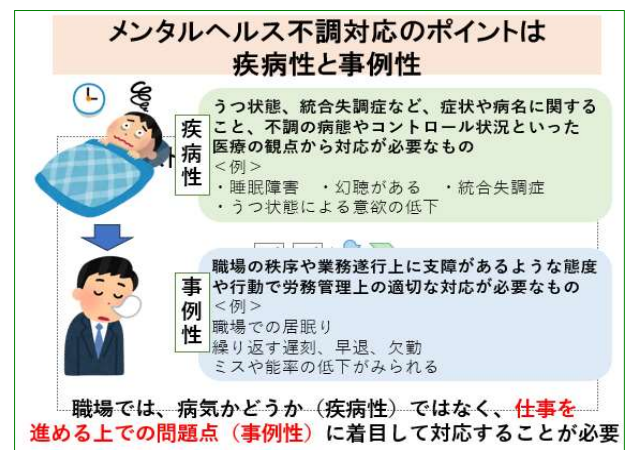 メンタルヘルス不調対応のポイントは
疾病性と事例性
疾病性
うつ状態、統合失調症など、症状や病名に関する
こと、不調の病態やコントロール状況といった
医療の観点から対応が必要なもの
＜例＞
・睡眠障害　・幻聴がある　・統合失調症
・うつ状態による意欲の低下
事例性
職場の秩序や業務遂行上に支障があるような態度
や行動で労務管理上の適切な対応が必要なもの
＜例＞
職場での居眠り
繰り返す遅刻、早退、欠勤
ミスや能率の低下がみられる
職場では、病気かどうか（疾病性）ではなく、仕事を
進める上での問題点（事例性）に着目して対応することが必要